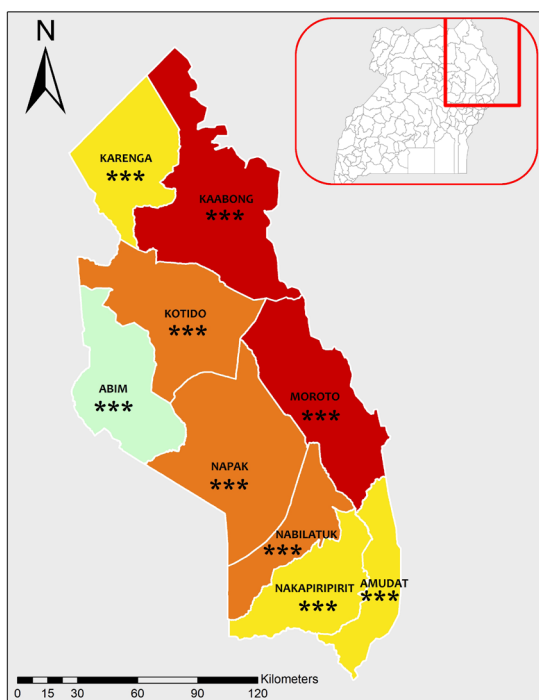 N
KARENGA
***
KAABONG
***
KOTIDO
***
ABIM
***
MOROTO
***
NAPAK
***
NABILATUK
***
NAKAPIRIPIRIT
***
AMUDAT
***
Kilometers
0 15 30 60 90 120